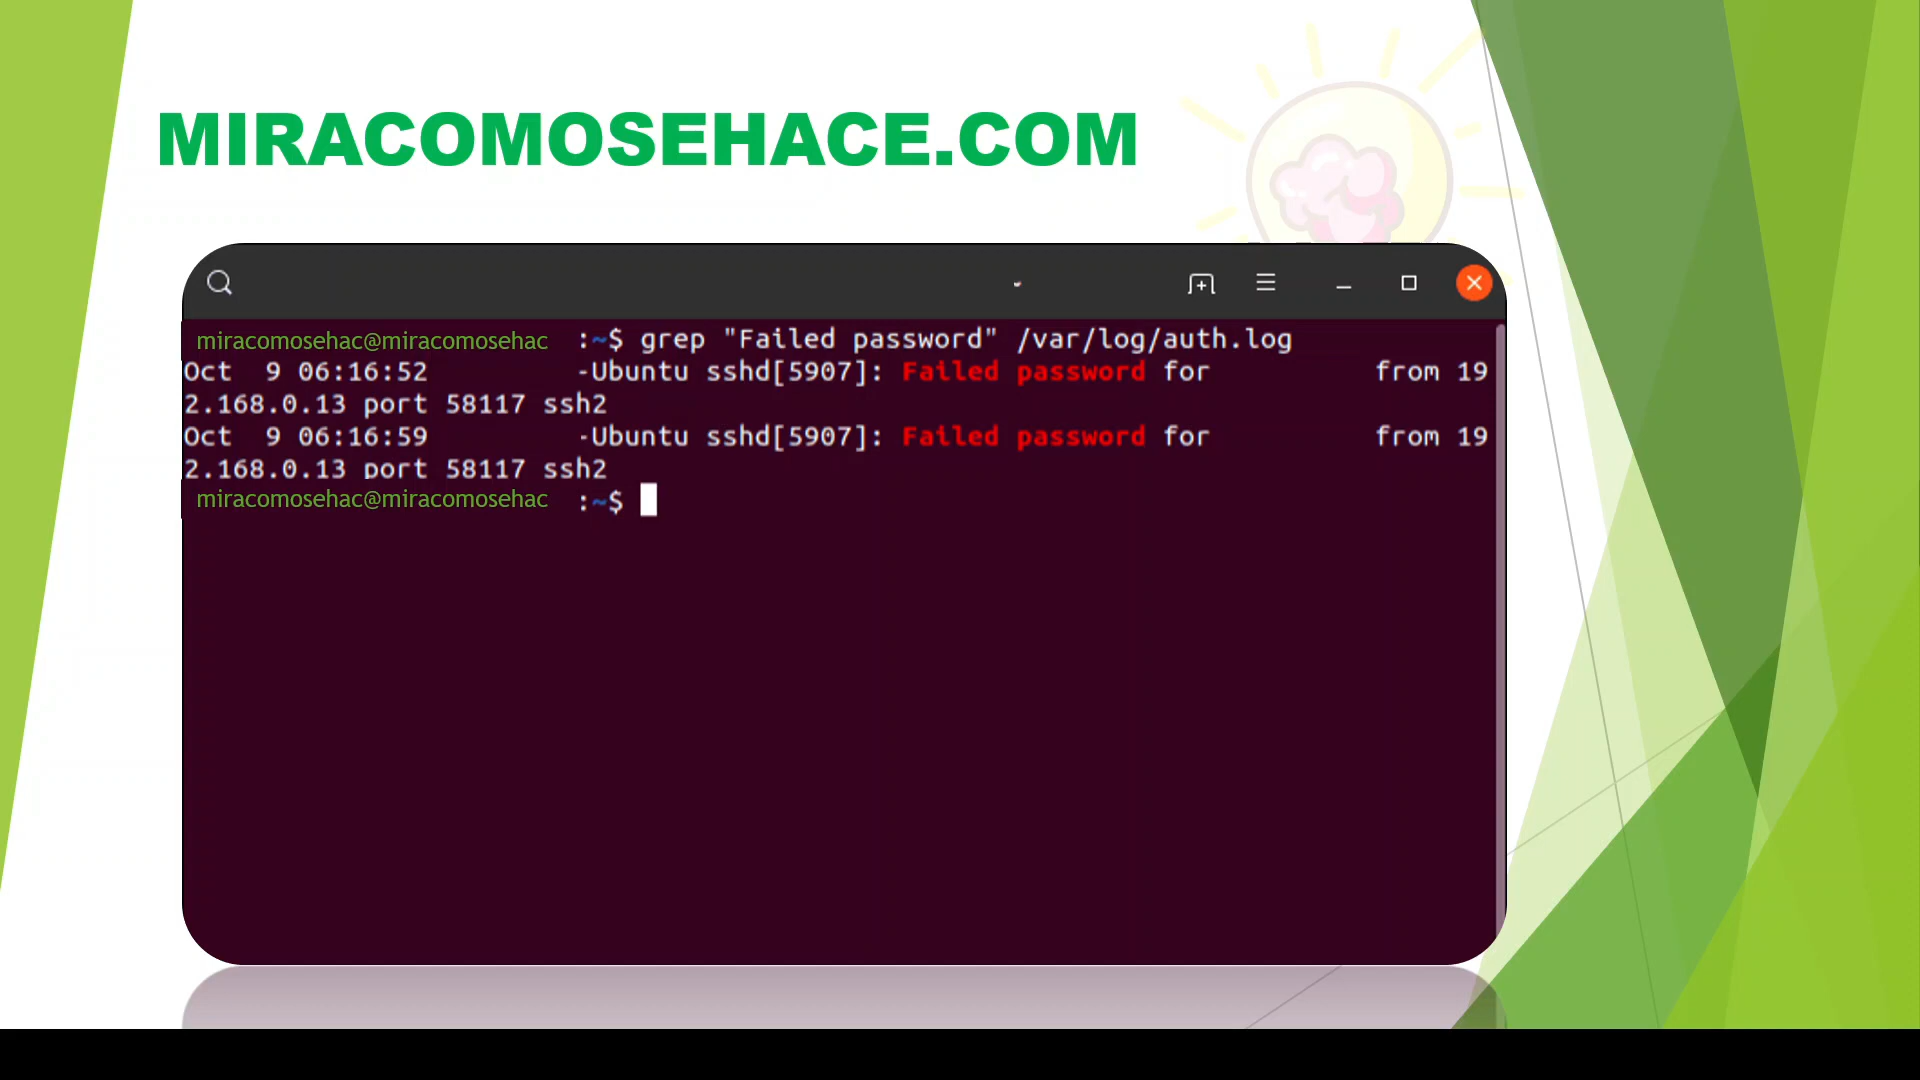 MIRACOMOSEHACE.COM
miracomosehac@miracomosehac :~$ grep "Failed password" /var/log/auth.log
Oct  9 06:16:52 -Ubuntu sshd[5907]: Failed password for from 19
2.168.0.13 port 58117 ssh2
Oct  9 06:16:59 -Ubuntu sshd[5907]: Failed password for from 19
2.168.0.13 port 58117 ssh2
miracomosehac@miracomosehac :~$